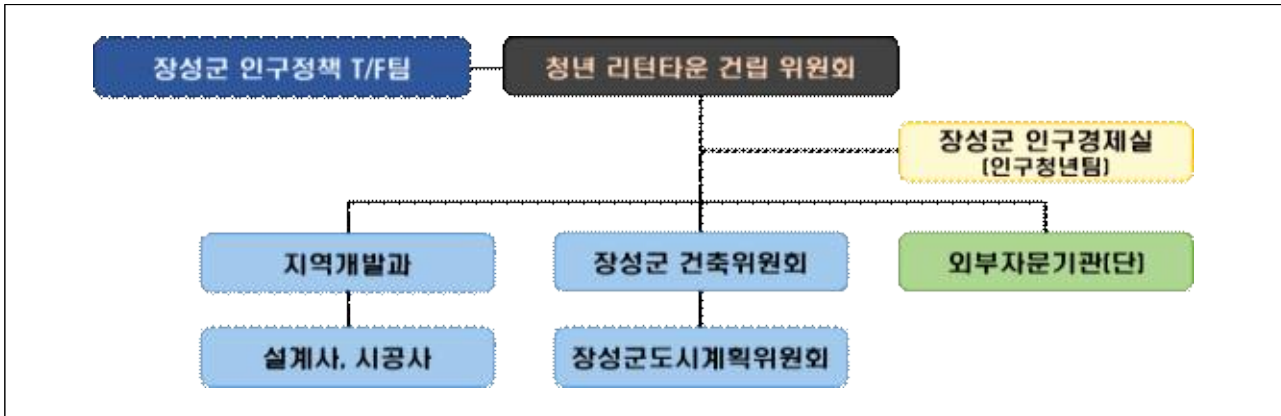 장성군 인구정책 T/F팀
청년 리턴타운 건립 위원회
장성군 인구경제실
(인구청년팀)
지역개발과
장성군 건축위원회
외부자문기관(단)
설계사, 시공사
장성군도시계획위원회